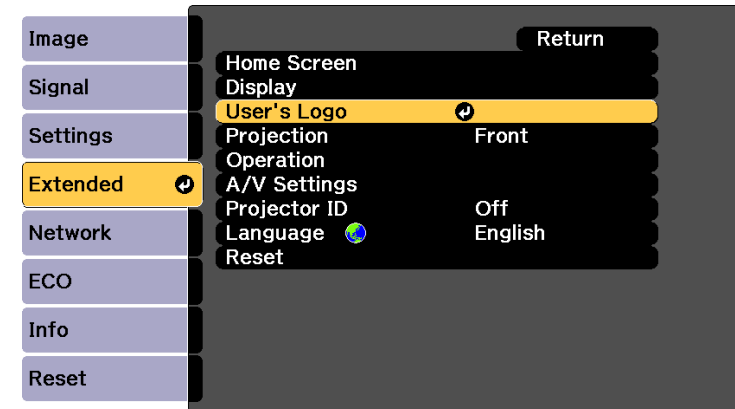 Image
Signal
Settings
Extended
Network
ECO
Info
Reset
Return
Home Screen
Display
User's Logo
Projection Front
Operation
A/V Settings
Projector ID Off
Language English
Reset